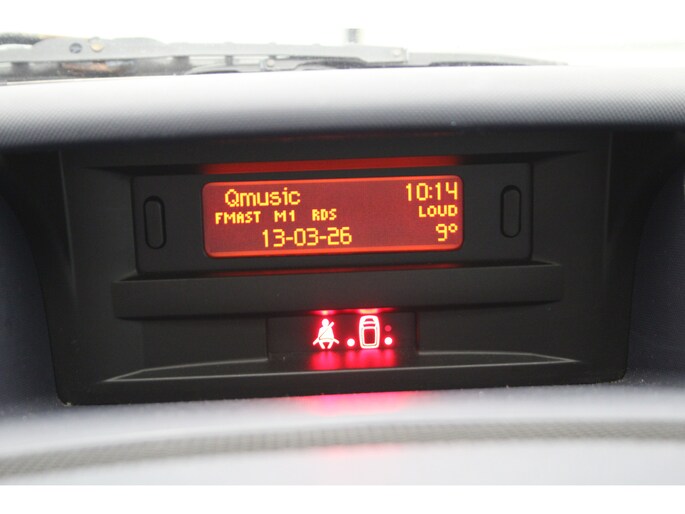 Qmusic 10:14
FMAST M1 RDS LOUD
13-03-26 9°